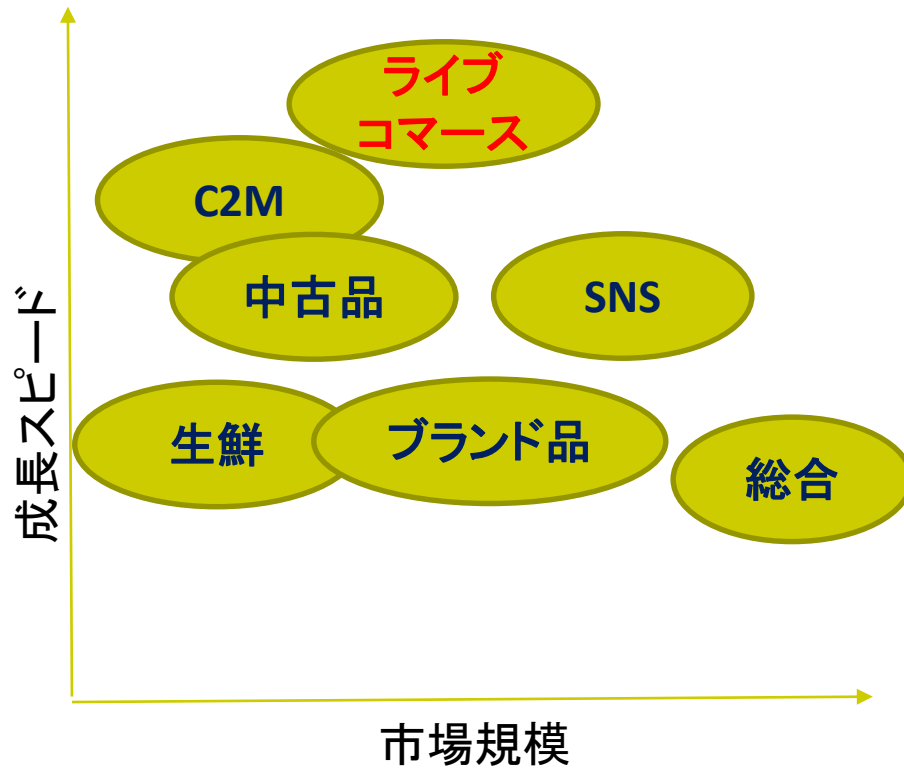 ライブ
コマース
C2M
中古品
SNS
生鮮
ブランド品
総合
成長スピード
市場規模